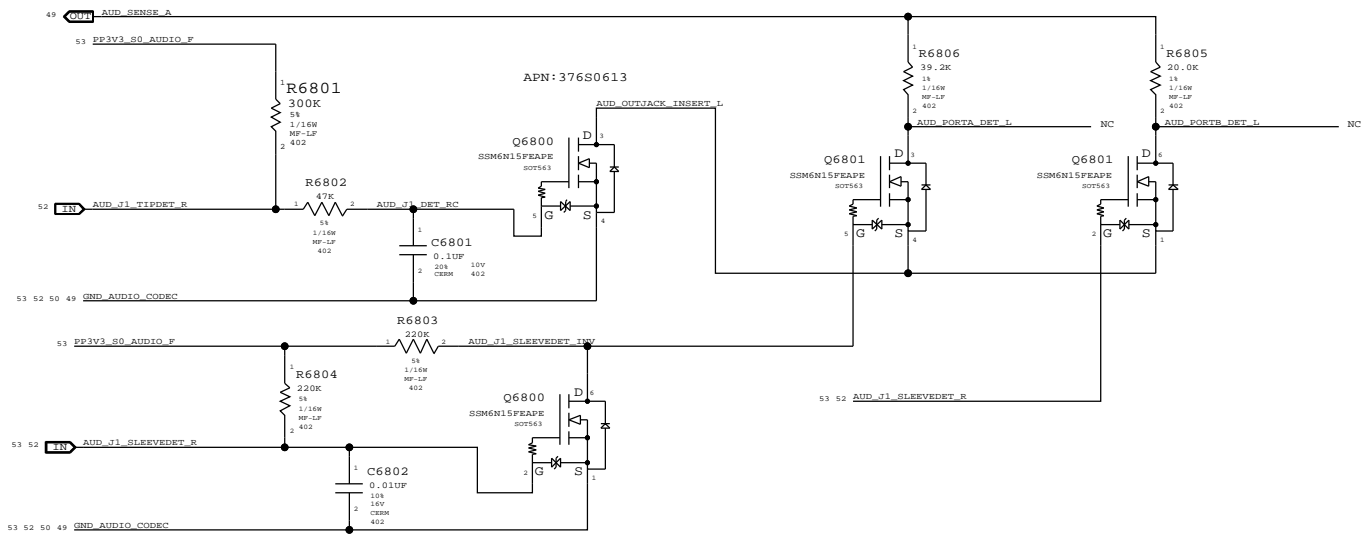 49 OUT AUD_SENSE_A
53 PP3V3_S0_AUDIO_F
1
R6801
300K
5%
1/16W
MF-LF
402
2
APN:376S0613
AUD_OUTJACK_INSERT_L
D 3
Q6800
SSM6N15FEAPE
SOT563
5 G S 4
1
R6806
39.2K
1%
1/16W
MF-LF
402
2
AUD_PORTA_DET_L NC
1
R6805
20.0K
1%
1/16W
MF-LF
402
2
AUD_PORTB_DET_L NC
D 3
Q6801
SSM6N15FEAPE
SOT563
5 G S 4
D 6
Q6801
SSM6N15FEAPE
SOT563
2 G S 1
52 IN AUD_J1_TIPDET_R
R6802
47K
1 2
5%
1/16W
MF-LF
402
AUD_J1_DET_RC
1
C6801
0.1UF
20% 10V
CERM 402
2
53 52 50 49 GND_AUDIO_CODEC
53 PP3V3_S0_AUDIO_F
R6803
220K
1 2
5%
1/16W
MF-LF
402
AUD_J1_SLEEVEDET_INV
1
R6804
220K
5%
1/16W
MF-LF
402
2
D 6
Q6800
SSM6N15FEAPE
SOT563
2 G S 1
53 52 AUD_J1_SLEEVEDET_R
53 52 IN AUD_J1_SLEEVEDET_R
1
C6802
0.01UF
10%
16V
CERM
402
2
53 52 50 49 GND_AUDIO_CODEC